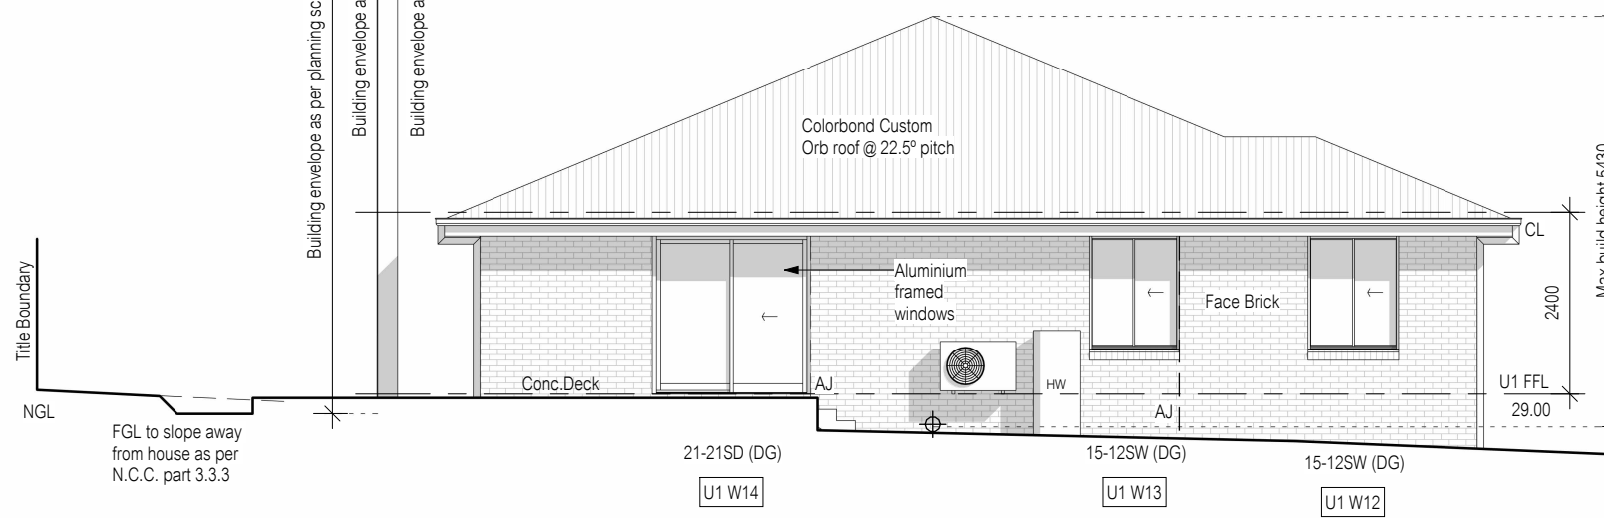 Building envelope as per planning sc
Building envelope a
Building envelope a
Colorbond Custom
Orb roof @ 22.5º pitch
Max build height 5430
CL
2400
Title Boundary
Aluminium
framed
windows
Face Brick
Conc.Deck
AJ
HW
AJ
U1 FFL
29.00
NGL
FGL to slope away
from house as per
N.C.C. part 3.3.3
21-21SD (DG)
15-12SW (DG)
15-12SW (DG)
U1 W14
U1 W13
U1 W12